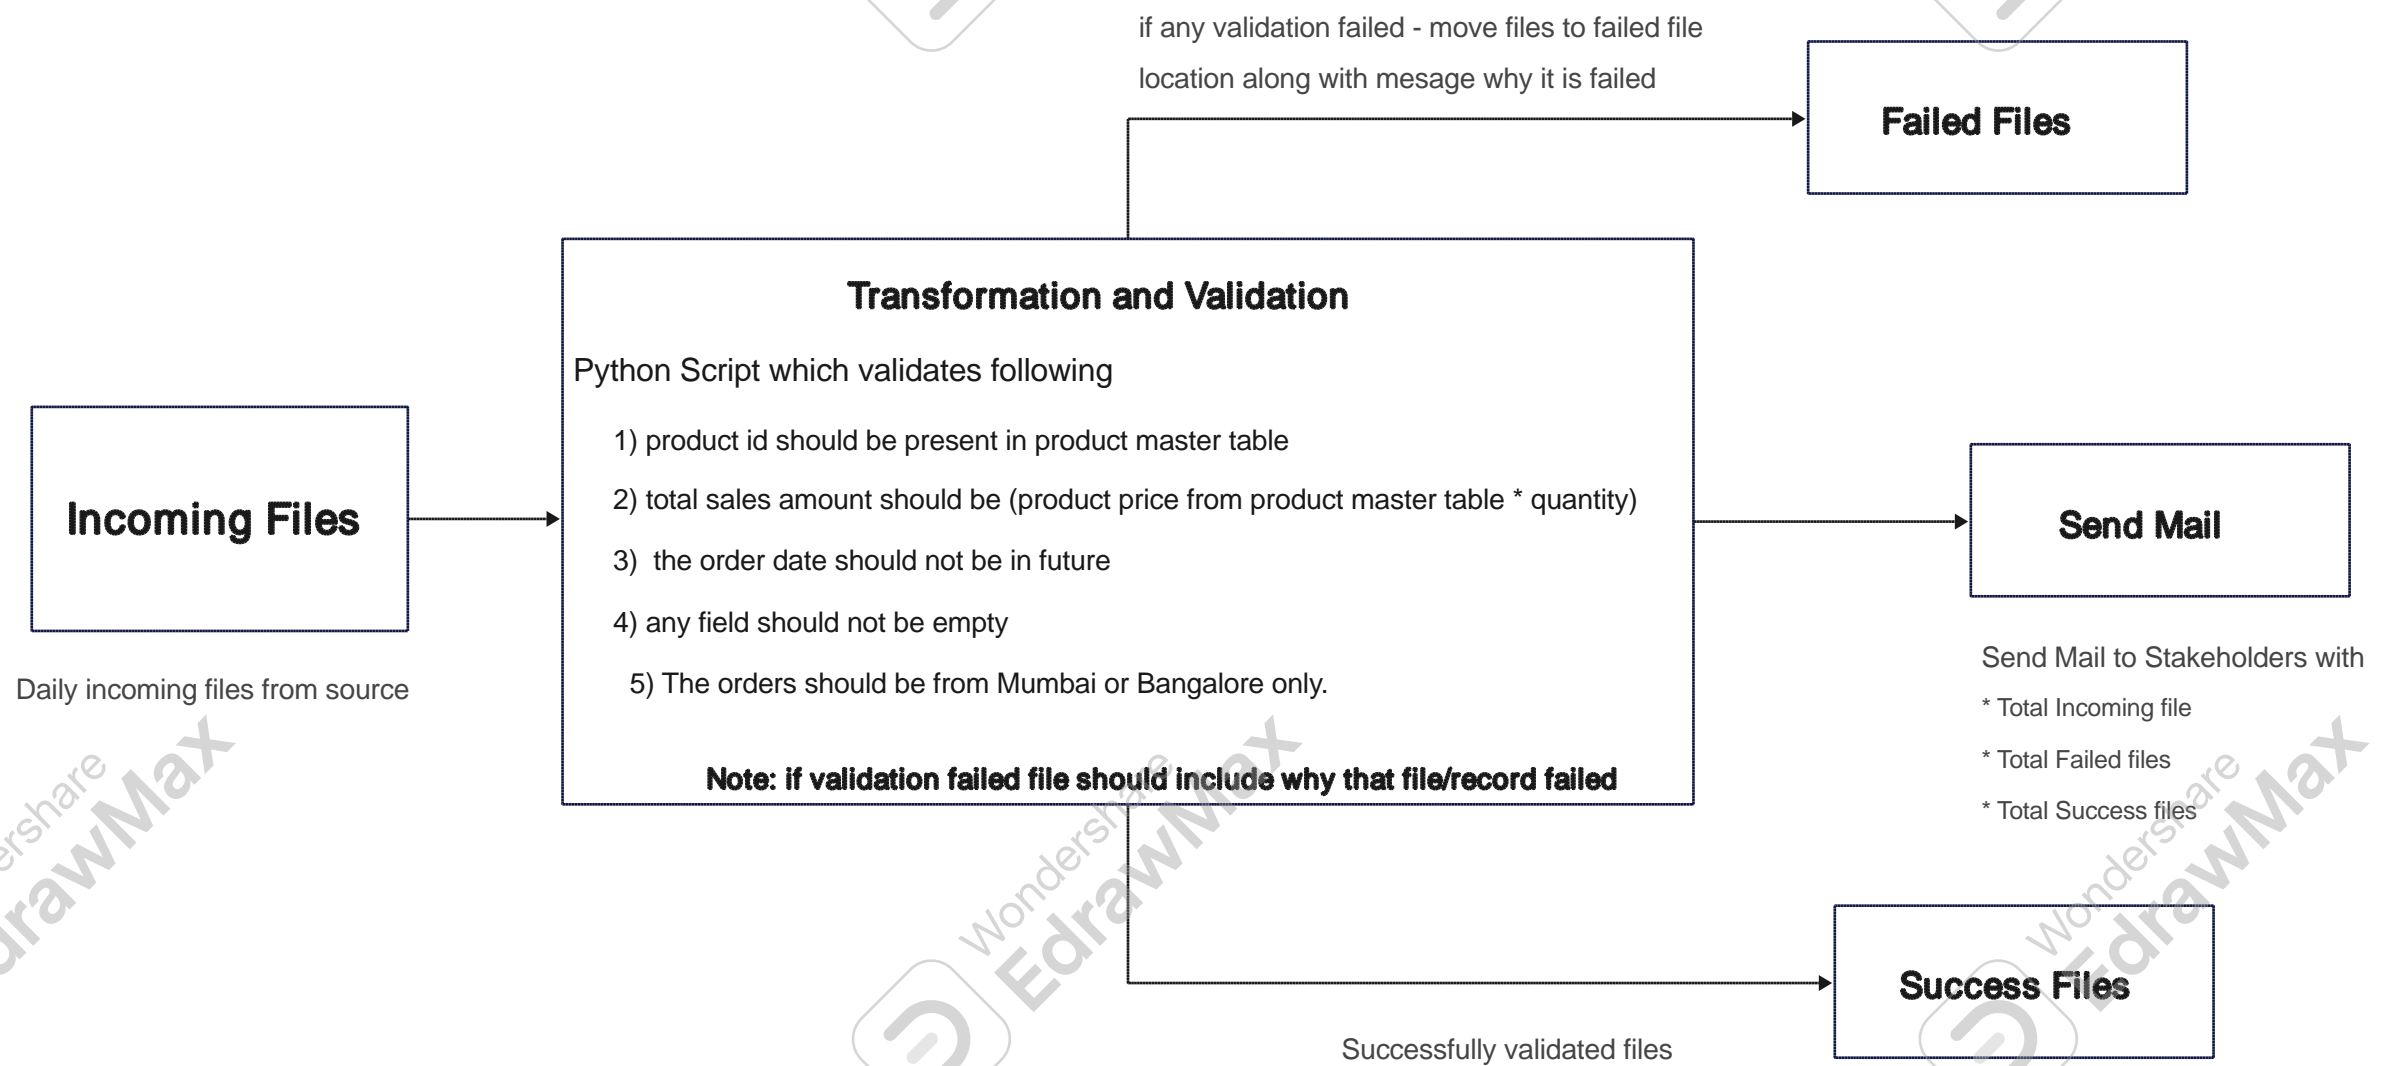 if any validation failed - move files to failed file
location along with mesage why it is failed
Failed Files
Transformation and Validation
Python Script which validates following
1) product id should be present in product master table
2) total sales amount should be (product price from product master table * quantity)
3) the order date should not be in future
4) any field should not be empty
5) The orders should be from Mumbai or Bangalore only.
Note: if validation failed file should include why that file/record failed
Incoming Files
Daily incoming files from source
Send Mail
Send Mail to Stakeholders with
* Total Incoming file
* Total Failed files
* Total Success files
Success Files
Successfully validated files
Wondershare
EdrawMax
Wondershare
EdrawMax